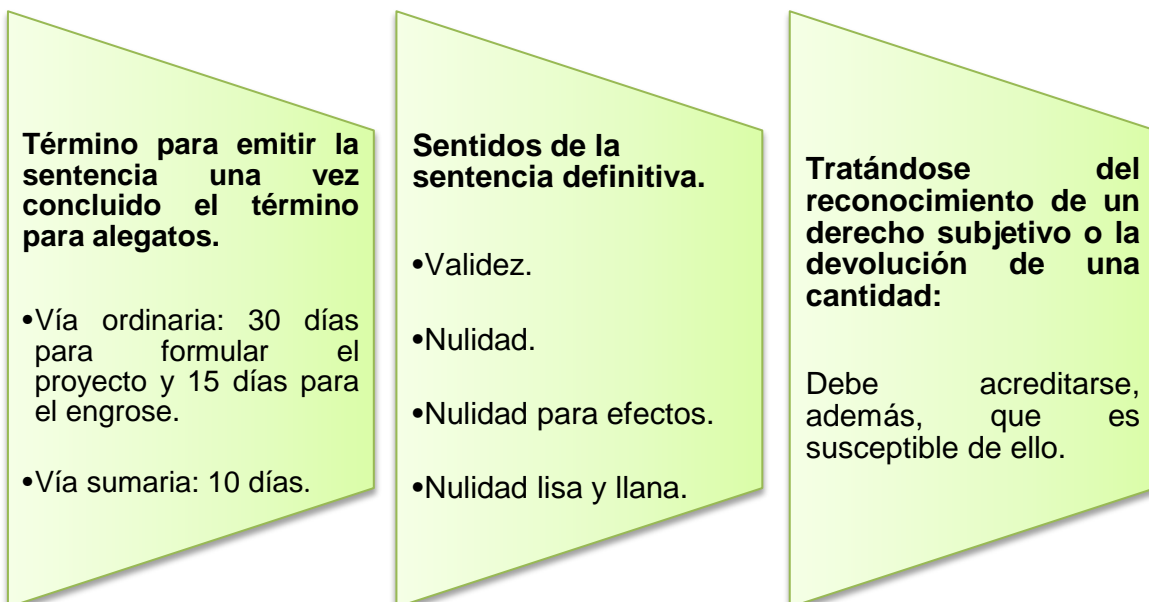 Término para emitir la
sentencia una vez
concluido el término
para alegatos.
•Vía ordinaria: 30 días
para formular el
proyecto y 15 días para
el engrose.
•Vía sumaria: 10 días.
Sentidos de la
sentencia definitiva.
•Validez.
•Nulidad.
•Nulidad para efectos.
•Nulidad lisa y llana.
Tratándose del
reconocimiento de un
derecho subjetivo o la
devolución de una
cantidad:
Debe acreditarse,
además, que es
susceptible de ello.